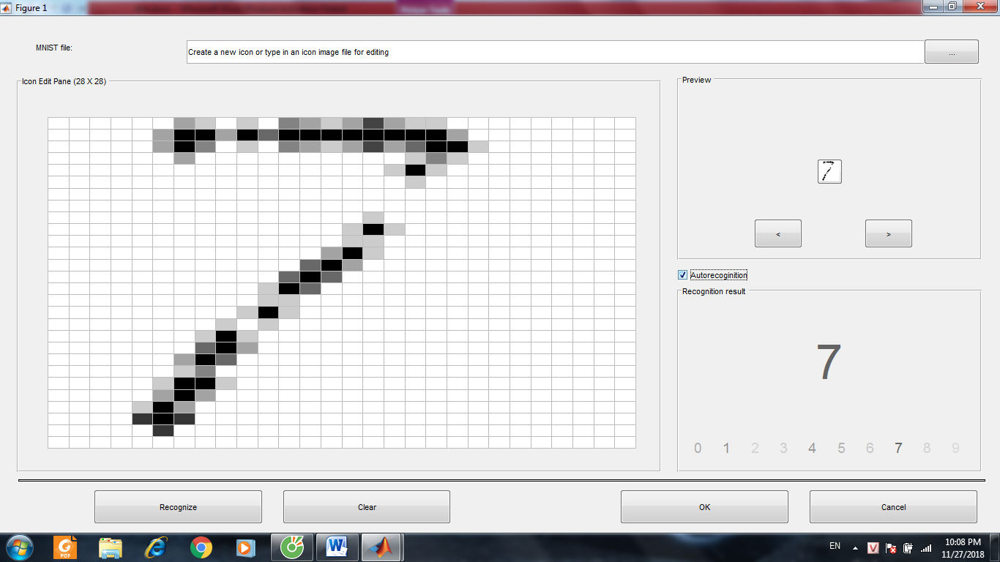 Figure 1
MNIST file:
Create a new icon or type in an icon image file for editing
...
Icon Edit Pane (28 X 28)
Preview
7
<
>
Autorecoginition
Recognition result
7
0 1 2 3 4 5 6 7 8 9
Recognize
Clear
OK
Cancel
PDF
W
EN
V
10:08 PM
11/27/2018